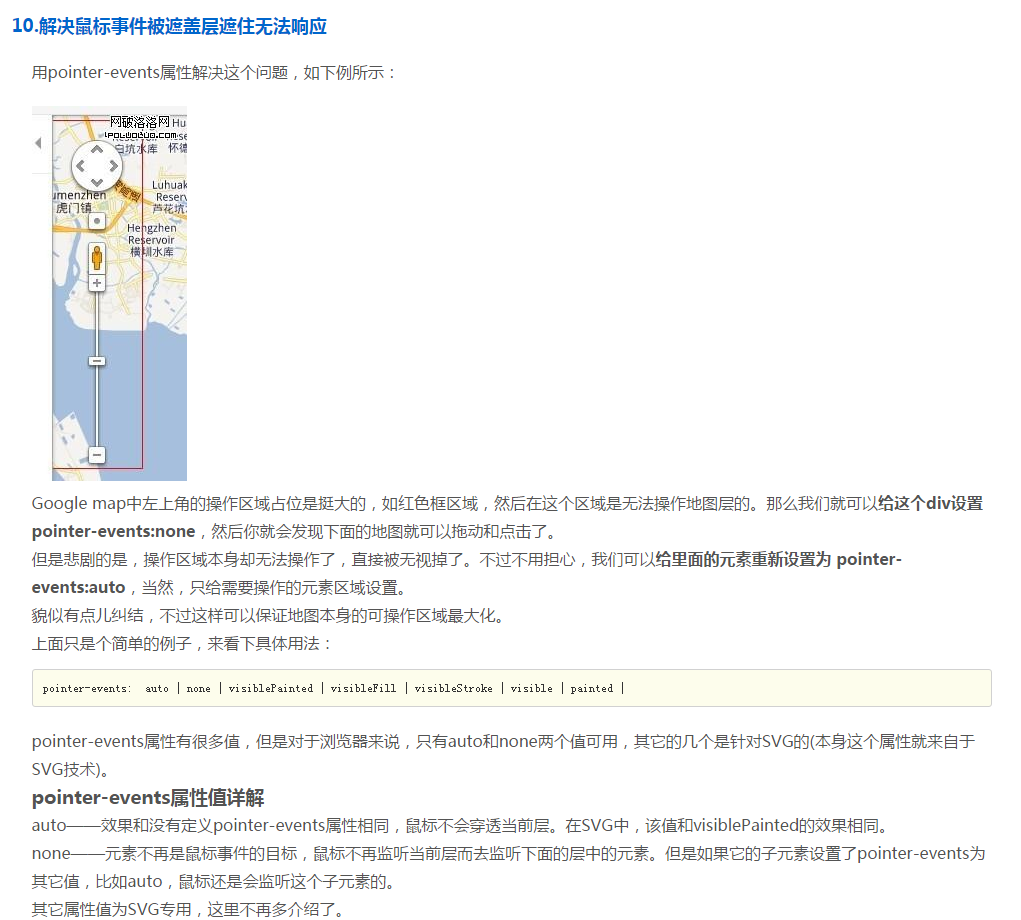 10.解决鼠标事件被遮盖层遮住无法响应
用pointer-events属性解决这个问题，如下例所示：
网破落落网
ipoluoluo.com
Hu
Reservoir
Rese
白坑水库
怀德
Luhuak
Reserv
芦花坑
umenzhen
虎门镇
Hengzhen
Reservoir
横圳水库
Google map中左上角的操作区域占位是挺大的，如红色框区域，然后在这个区域是无法操作地图层的。那么我们就可以给这个div设置
pointer-events:none，然后你就会发现下面的地图就可以拖动和点击了。
但是悲剧的是，操作区域本身却无法操作了，直接被无视掉了。不过不用担心，我们可以给里面的元素重新设置为 pointer-
events:auto，当然，只给需要操作的元素区域设置。
貌似有点儿纠结，不过这样可以保证地图本身的可操作区域最大化。
上面只是个简单的例子，来看下具体用法：
pointer-events: auto | none | visiblePainted | visibleFill | visibleStroke | visible | painted |
pointer-events属性有很多值，但是对于浏览器来说，只有auto和none两个值可用，其它的几个是针对SVG的(本身这个属性就来自于
SVG技术)。
pointer-events属性值详解
auto——效果和没有定义pointer-events属性相同，鼠标不会穿透当前层。在SVG中，该值和visiblePainted的效果相同。
none——元素不再是鼠标事件的目标，鼠标不再监听当前层而去监听下面的层中的元素。但是如果它的子元素设置了pointer-events为
其它值，比如auto，鼠标还是会监听这个子元素的。
其它属性值为SVG专用，这里不再多介绍了。